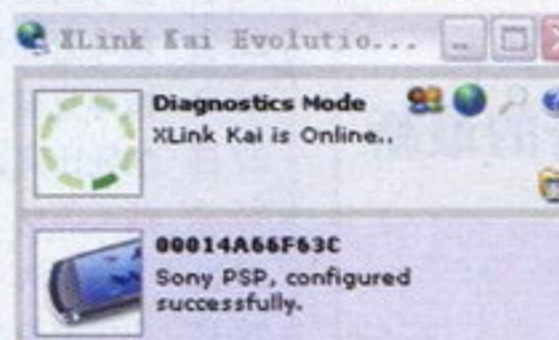 XLink Kai Evolutio...
Diagnostics Mode
XLink Kai is Online..
00014A66F63C
Sony PSP, configured
successfully.